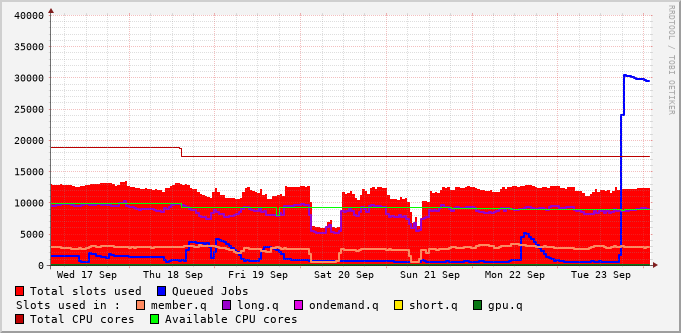 40000
35000
30000
25000
20000
15000
10000
5000
0
Wed 17 Sep Thu 18 Sep Fri 19 Sep Sat 20 Sep Sun 21 Sep Mon 22 Sep Tue 23 Sep
Total slots used Queued Jobs
Slots used in : member.q long.q ondemand.q short.q gpu.q
Total CPU cores Available CPU cores
RRDTOOL / TOBI OETIKER